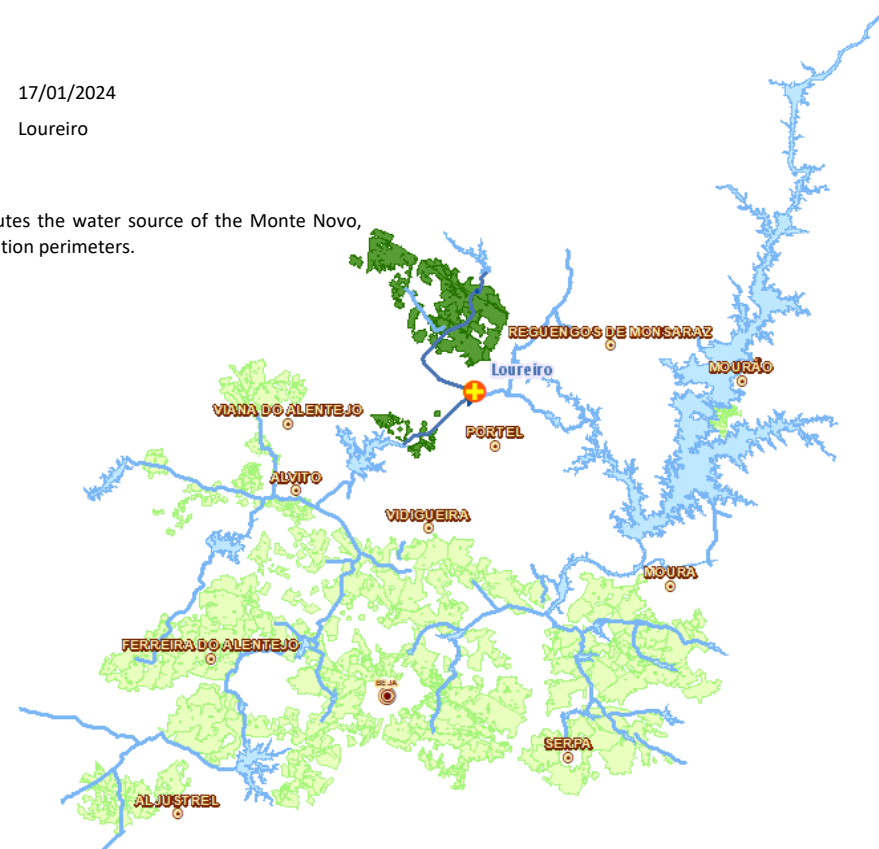 17/01/2024
Loureiro
utes the water source of the Monte Novo,
tion perimeters.
REGUENGOS DE MONSARAZ
MOURÃO
Loureiro
VIANA DO ALENTEJO
PORTEL
ALVITO
VIDIGUEIRA
MOURA
FERREIRA DO ALENTEJO
BEJA
SERPA
ALJUSTREL